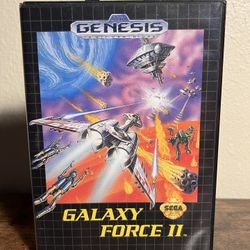 GENESIS
GALAXY
FORCE II
SEGA